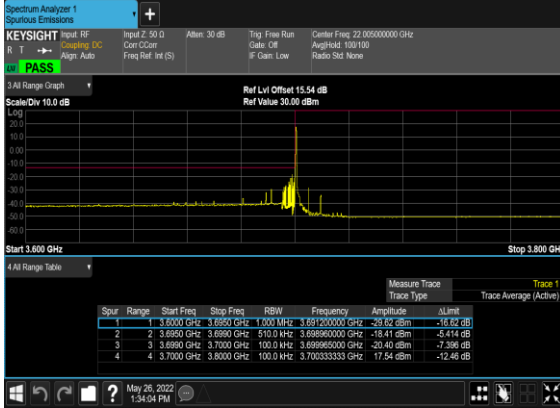 Spectrum Analyzer 1
Spurious Emissions
+
KEYSIGHT Input: RF Input Z: 50 Ω Atten: 30 dB Trig: Free Run Center Freq: 22.005000000 GHz
R T Coupling: DC Corr CCorr Gate: Off Avg|Hold: 100/100
Align: Auto Freq Ref: Int (S) IF Gain: Low Radio Std: None
LXI PASS
3 All Range Graph
Ref Lvl Offset 15.54 dB
Scale/Div 10.0 dB Ref Value 30.00 dBm
Log
20.0
10.0
0.00
-10.0
-20.0
-30.0
-40.0
-50.0
-60.0
Start 3.600 GHz Stop 3.800 GH
4 All Range Table
Measure Trace Trace 1
Trace Type Trace Average (Active)
Spur Range Start Freq Stop Freq RBW Frequency Amplitude ΔLimit
1 1 3.6000 GHz 3.6950 GHz 1.000 MHz 3.691200000 GHz -29.62 dBm -16.62 dB
2 2 3.6950 GHz 3.6990 GHz 510.0 kHz 3.698960000 GHz -18.41 dBm -5.414 dB
3 3 3.6990 GHz 3.7000 GHz 100.0 kHz 3.699965000 GHz -20.40 dBm -7.396 dB
4 4 3.7000 GHz 3.8000 GHz 100.0 kHz 3.700333333 GHz 17.54 dBm -12.46 dB
? May 26, 2022
1:34:04 PM